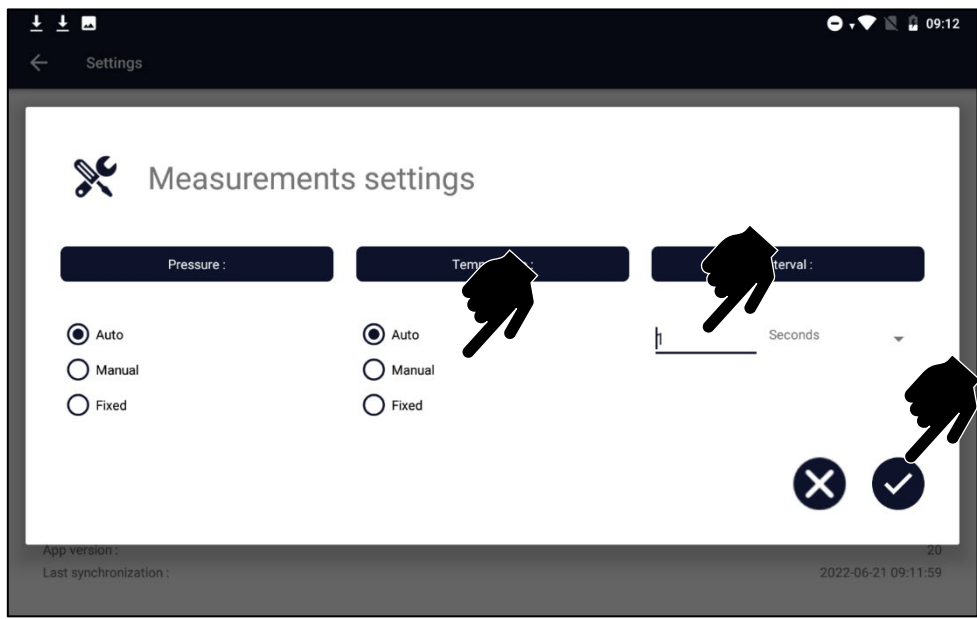 09:12
Settings
Measurements settings
Pressure :
Auto
Manual
Fixed
Auto
Manual
Fixed
1
Seconds
App version :
20
Last synchronization :
2022-06-21 09:11:59